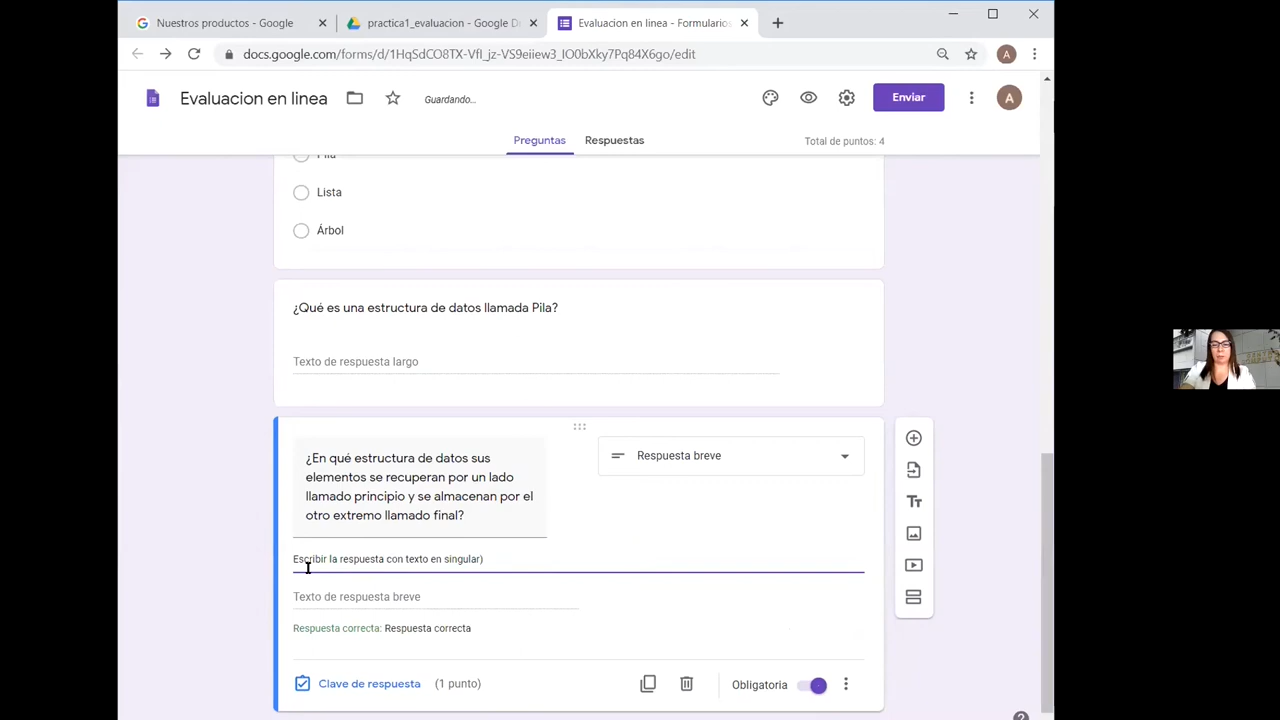 Nuestros productos - Google
practica1_evaluacion - Google D
Evaluacion en linea - Formularios
docs.google.com/forms/d/1HqSdCO8TX-VfI_jz-VS9eiiew3_IO0bXky7Pq84X6go/edit
A
Evaluacion en linea
Guardando...
Enviar
A
Preguntas
Respuestas
Total de puntos: 4
Pila
Lista
Árbol
¿Qué es una estructura de datos llamada Pila?
Texto de respuesta largo
¿En qué estructura de datos sus
elementos se recuperan por un lado
llamado principio y se almacenan por el
otro extremo llamado final?
Respuesta breve
Escribir la respuesta con texto en singular)
Texto de respuesta breve
Respuesta correcta: Respuesta correcta
Clave de respuesta
(1 punto)
Obligatoria